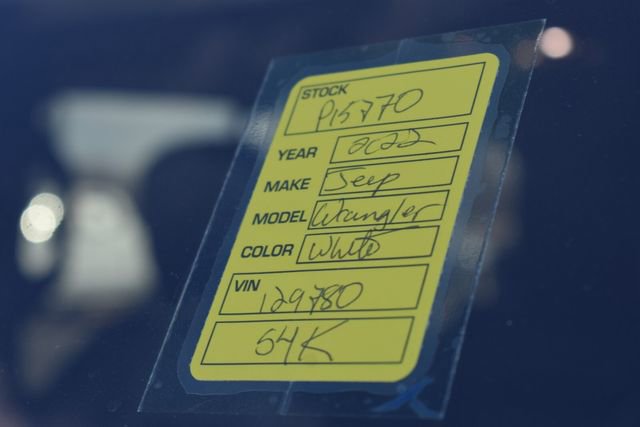 STOCK P15770
YEAR 2022
MAKE Jeep
MODEL Wrangler
COLOR White
VIN 129780
54K